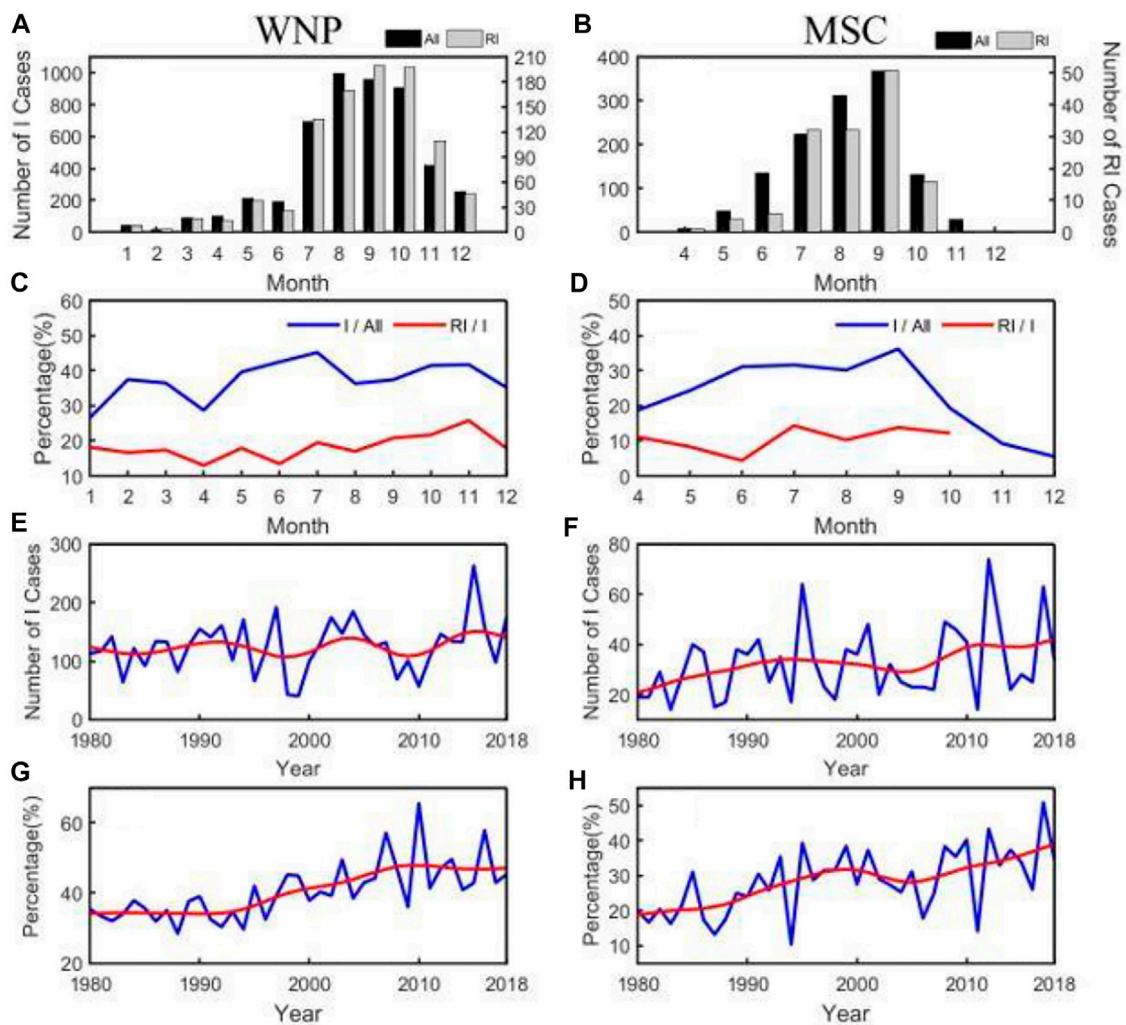 A WNP All RI
B MSC All RI
Number of I Cases
1000
800
600
400
200
0
210
180
150
120
90
60
30
0
1 2 3 4 5 6 7 8 9 10 11 12
Month
400
300
200
100
0
50
40
30
20
10
0
Number of RI Cases
4 5 6 7 8 9 10 11 12
Month
C
Percentage(%)
60
50
40
30
20
10
I / All RI / I
1 2 3 4 5 6 7 8 9 10 11 12
Month
D
50
40
30
20
10
0
I / All RI / I
4 5 6 7 8 9 10 11 12
Month
E
Number of I Cases
300
200
100
0
1980 1990 2000 2010 2018
Year
F
Number of I Cases
80
60
40
20
1980 1990 2000 2010 2018
Year
G
Percentage(%)
60
40
20
1980 1990 2000 2010 2018
Year
H
Percentage(%)
50
40
30
20
10
1980 1990 2000 2010 2018
Year